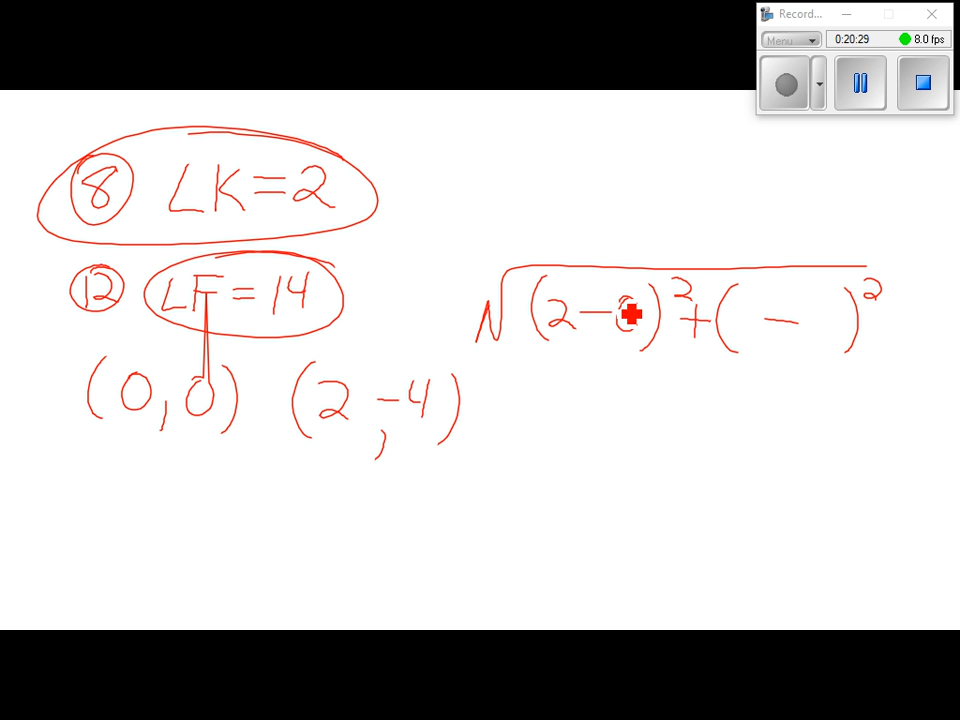 Record...
Menu
0:20:29
8.0 fps
8 LK=2
12 LF=14
(0,0) (2,-4)
√(2-0)²+( - )²